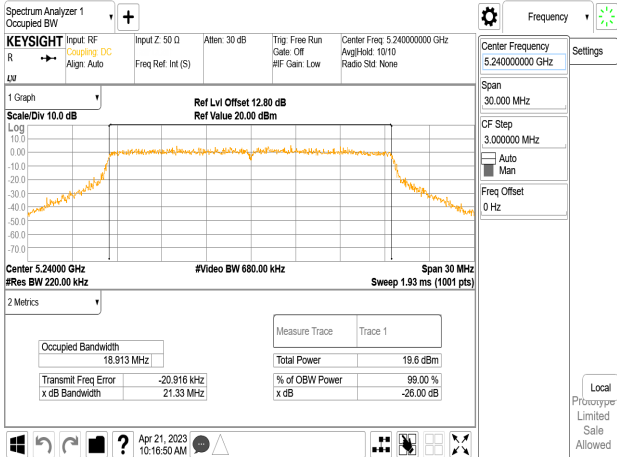 Spectrum Analyzer 1
Occupied BW
+
Frequency
KEYSIGHT
R
Input: RF
Coupling: DC
Align: Auto
Input Z: 50 Ω
Freq Ref: Int (S)
Atten: 30 dB
Trig: Free Run
Gate: Off
#IF Gain: Low
Center Freq: 5.240000000 GHz
Avg|Hold: 10/10
Radio Std: None
LXI
Center Frequency
5.240000000 GHz
Settings
Span
30.000 MHz
CF Step
3.000000 MHz
Auto
Man
Freq Offset
0 Hz
1 Graph
Ref Lvl Offset 12.80 dB
Scale/Div 10.0 dB
Ref Value 20.00 dBm
Log
10.0
0.00
-10.0
-20.0
-30.0
-40.0
-50.0
-60.0
-70.0
Center 5.24000 GHz
#Video BW 680.00 kHz
Span 30 MHz
#Res BW 220.00 kHz
Sweep 1.93 ms (1001 pts)
2 Metrics
Measure Trace
Trace 1
Occupied Bandwidth
18.913 MHz
Total Power
19.6 dBm
Transmit Freq Error
-20.916 kHz
% of OBW Power
99.00 %
x dB Bandwidth
21.33 MHz
x dB
-26.00 dB
Local
Prototype
Limited
Sale
Allowed
?
Apr 21, 2023
10:16:50 AM